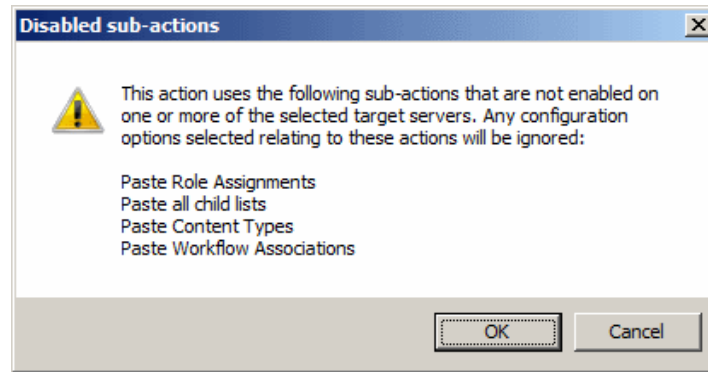 Disabled sub-actions
This action uses the following sub-actions that are not enabled on
one or more of the selected target servers. Any configuration
options selected relating to these actions will be ignored:
Paste Role Assignments
Paste all child lists
Paste Content Types
Paste Workflow Associations
OK Cancel